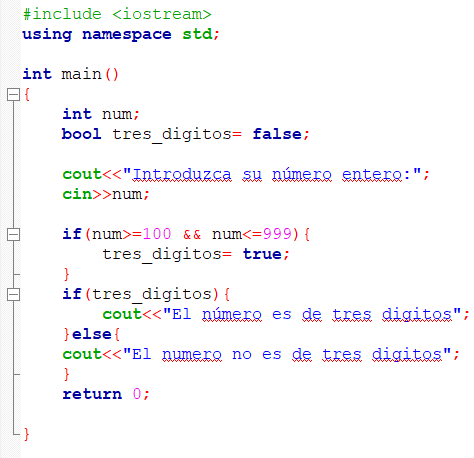 #include <iostream>
using namespace std;
int main()
{
int num;
bool tres_digitos= false;
cout<<"Introduzca su número entero:";
cin>>num;
if(num>=100 && num<=999){
tres_digitos= true;
}
if(tres_digitos){
cout<<"El número es de tres digitos";
}else{
cout<<"El numero no es de tres digitos";
}
return 0;
}